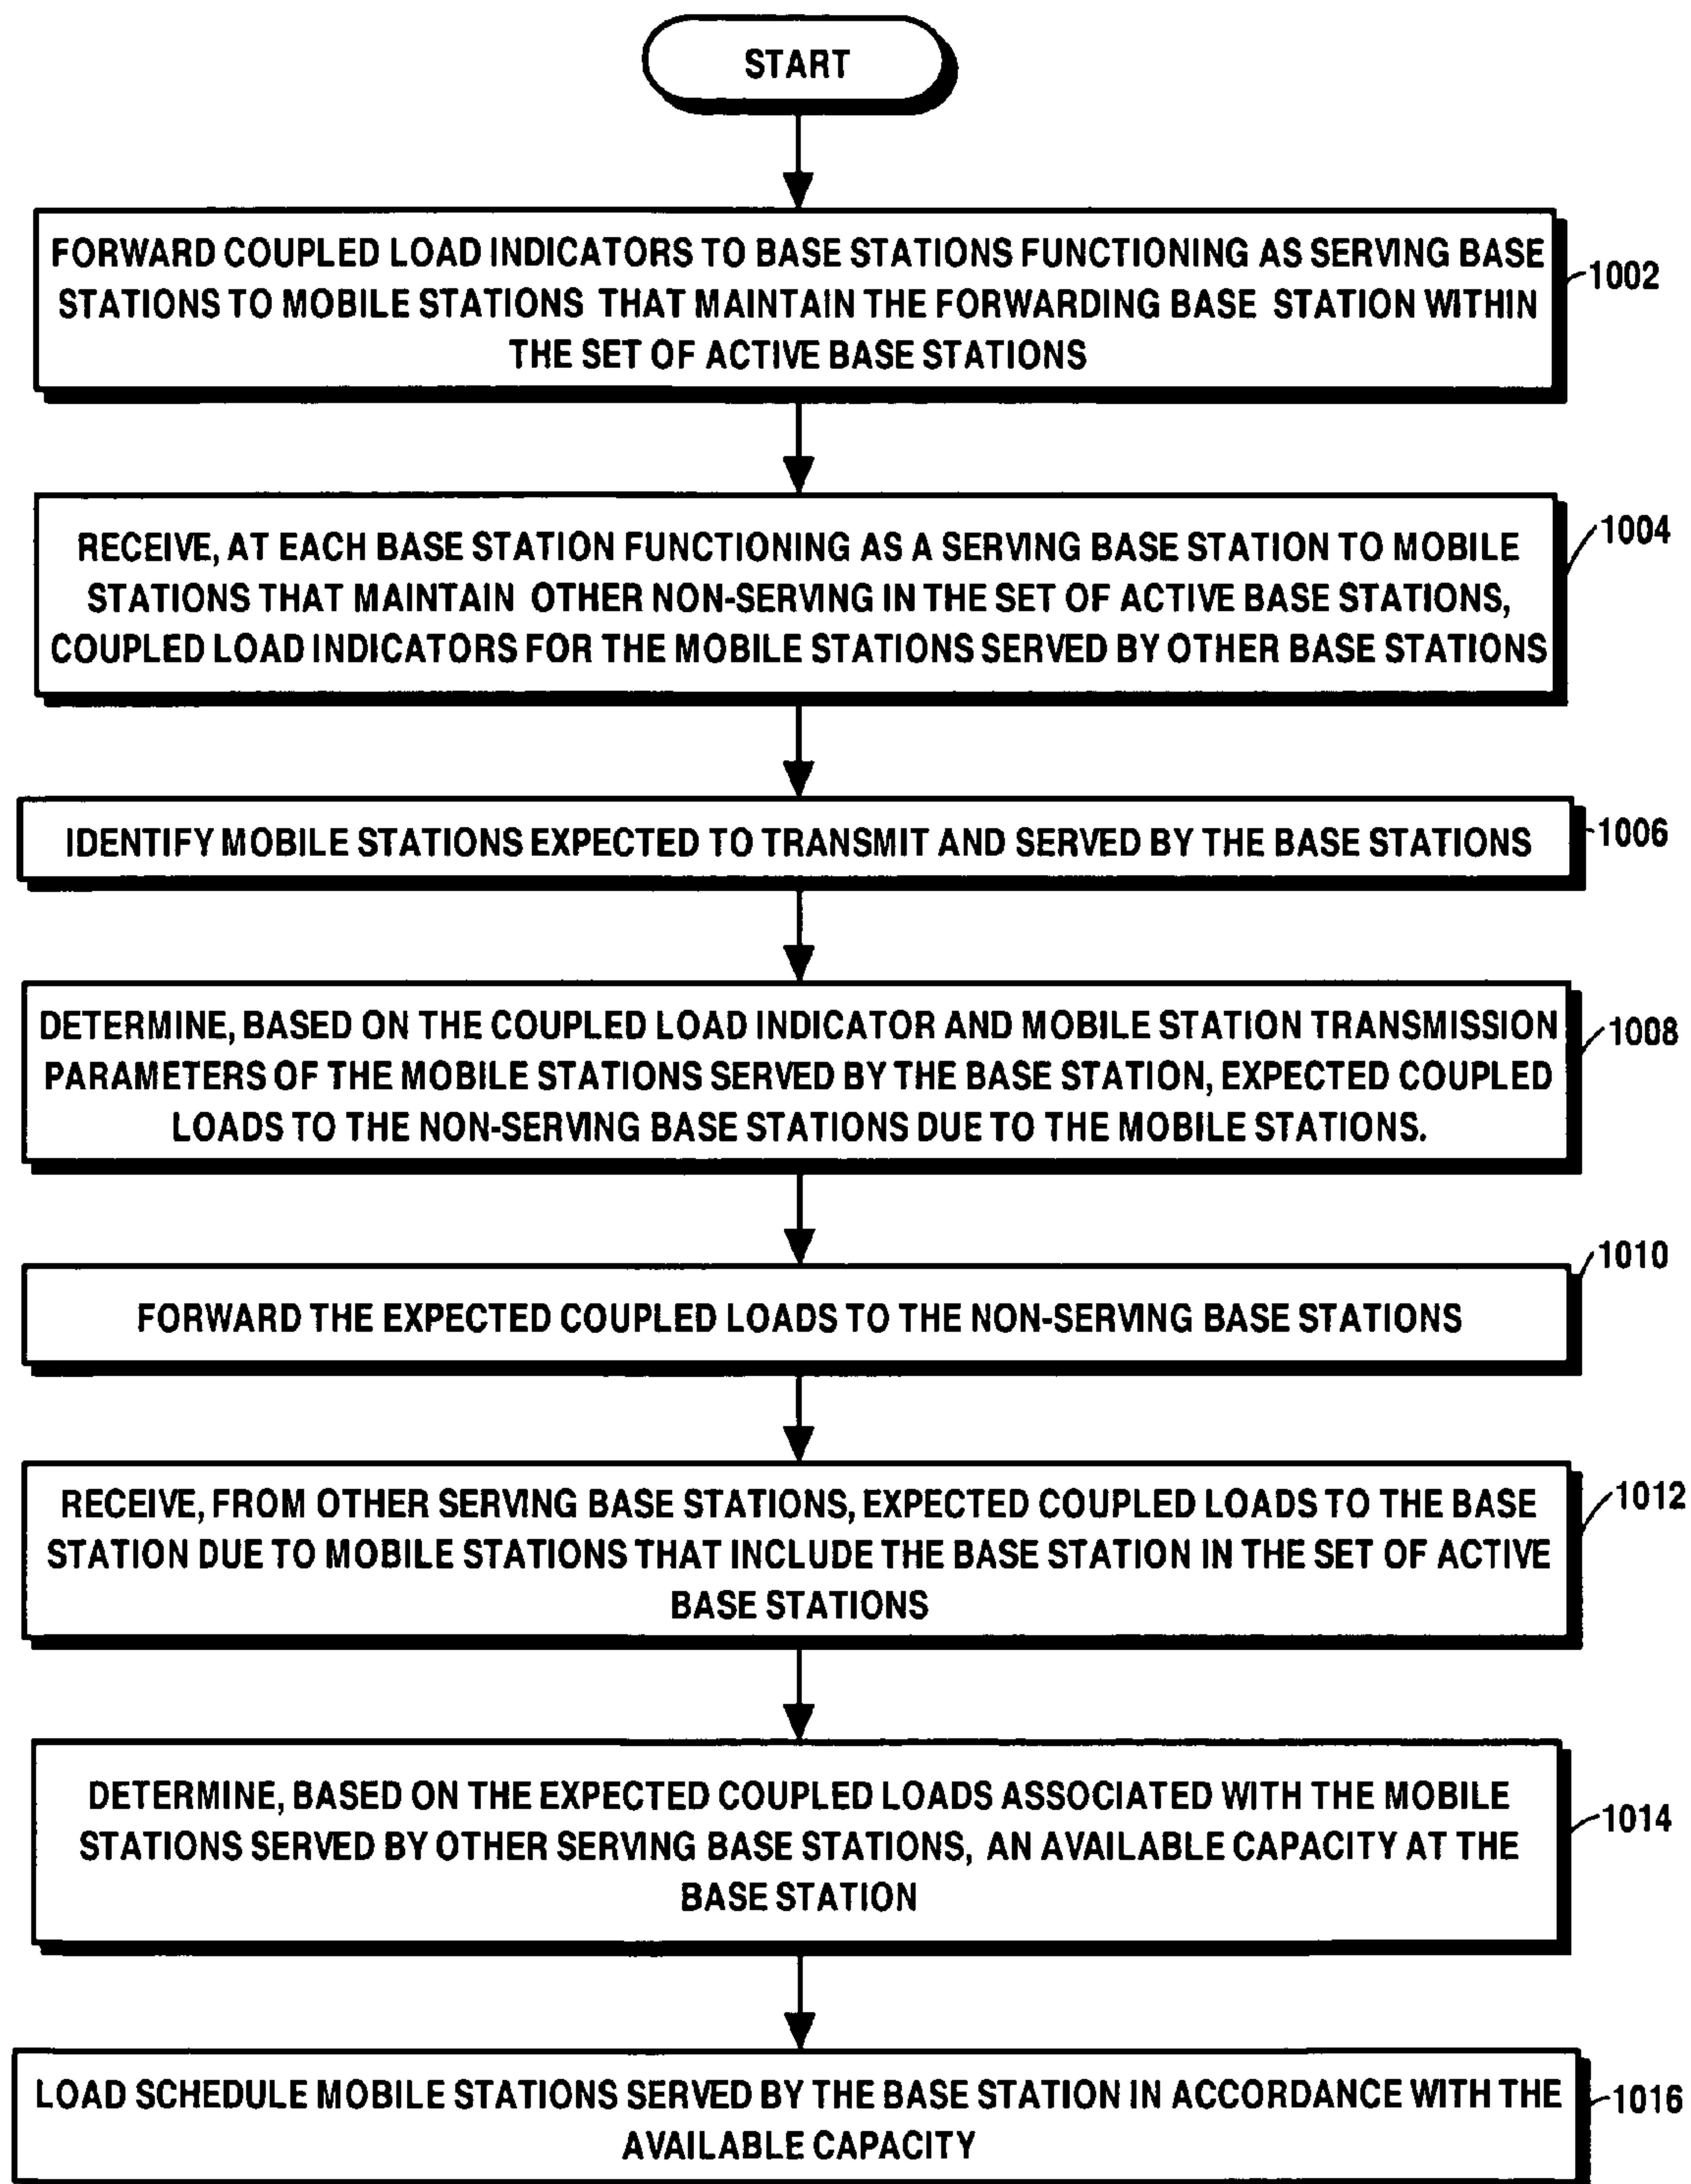 START
FORWARD COUPLED LOAD INDICATORS TO BASE STATIONS FUNCTIONING AS SERVING BASE
STATIONS TO MOBILE STATIONS THAT MAINTAIN THE FORWARDING BASE STATION WITHIN
THE SET OF ACTIVE BASE STATIONS
1002
RECEIVE, AT EACH BASE STATION FUNCTIONING AS A SERVING BASE STATION TO MOBILE
STATIONS THAT MAINTAIN OTHER NON-SERVING IN THE SET OF ACTIVE BASE STATIONS,
COUPLED LOAD INDICATORS FOR THE MOBILE STATIONS SERVED BY OTHER BASE STATIONS
1004
IDENTIFY MOBILE STATIONS EXPECTED TO TRANSMIT AND SERVED BY THE BASE STATIONS
1006
DETERMINE, BASED ON THE COUPLED LOAD INDICATOR AND MOBILE STATION TRANSMISSION
PARAMETERS OF THE MOBILE STATIONS SERVED BY THE BASE STATION, EXPECTED COUPLED
LOADS TO THE NON-SERVING BASE STATIONS DUE TO THE MOBILE STATIONS.
1008
FORWARD THE EXPECTED COUPLED LOADS TO THE NON-SERVING BASE STATIONS
1010
RECEIVE, FROM OTHER SERVING BASE STATIONS, EXPECTED COUPLED LOADS TO THE BASE
STATION DUE TO MOBILE STATIONS THAT INCLUDE THE BASE STATION IN THE SET OF ACTIVE
BASE STATIONS
1012
DETERMINE, BASED ON THE EXPECTED COUPLED LOADS ASSOCIATED WITH THE MOBILE
STATIONS SERVED BY OTHER SERVING BASE STATIONS, AN AVAILABLE CAPACITY AT THE
BASE STATION
1014
LOAD SCHEDULE MOBILE STATIONS SERVED BY THE BASE STATION IN ACCORDANCE WITH THE
AVAILABLE CAPACITY
1016